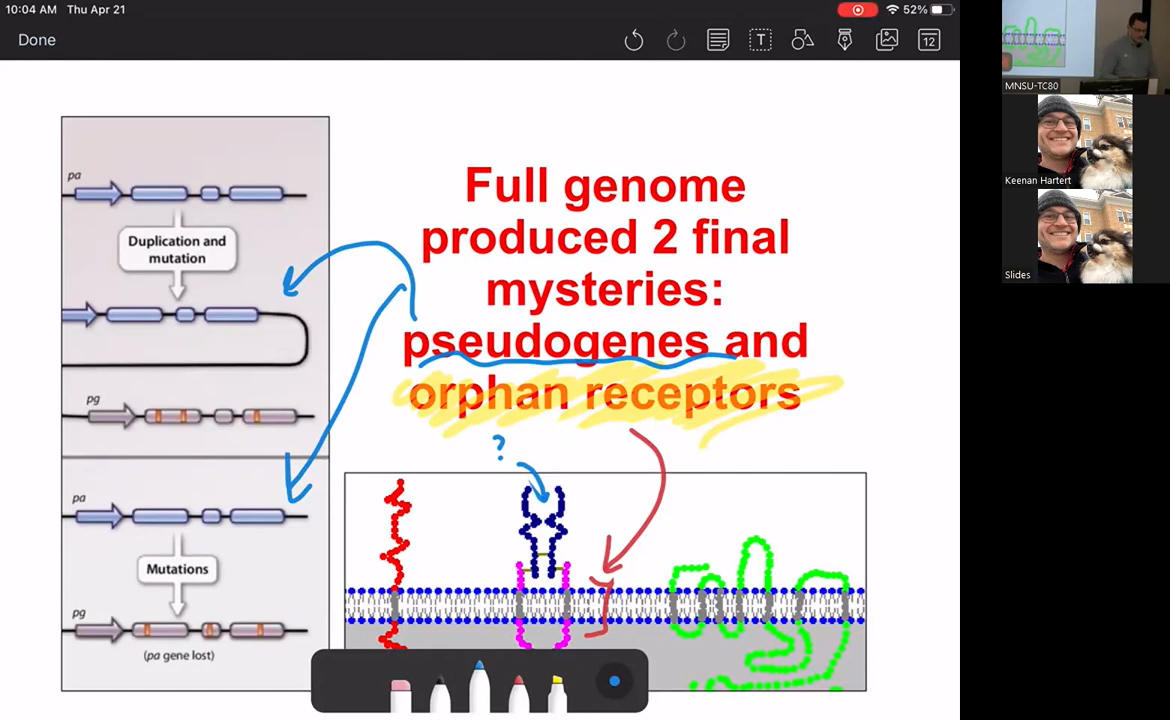 10:04 AM Thu Apr 21
52%
Done
T
12
pa
Duplication and
mutation
pg
pa
Mutations
pg
(pa gene lost)
Full genome
produced 2 final
mysteries:
pseudogenes and
orphan receptors
?
MNSU-TC80
Keenan Hartert
Slides